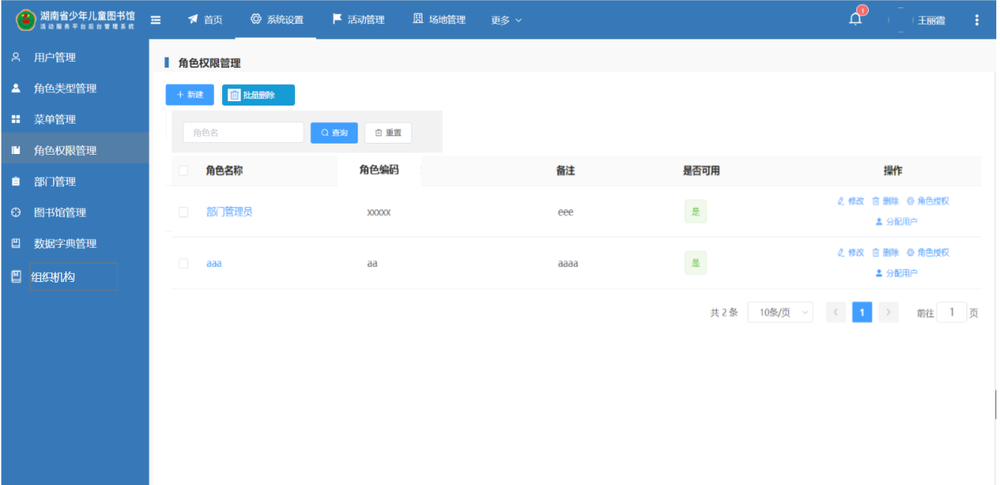 湖南省少年儿童图书馆
活动服务平台后台管理系统
首页 系统设置 活动管理 场地管理 更多
1
王丽霞
用户管理
角色类型管理
菜单管理
角色权限管理
部门管理
图书馆管理
数据字典管理
组织机构
角色权限管理
新建 批量删除
角色名 查询 重置
角色名称 角色编码 备注 是否可用 操作
部门管理员 xxxxx eee 是 修改 删除 角色授权
分配用户
aaa aa aaaa 是 修改 删除 角色授权
分配用户
共 2 条 10条/页 1 前往 1 页